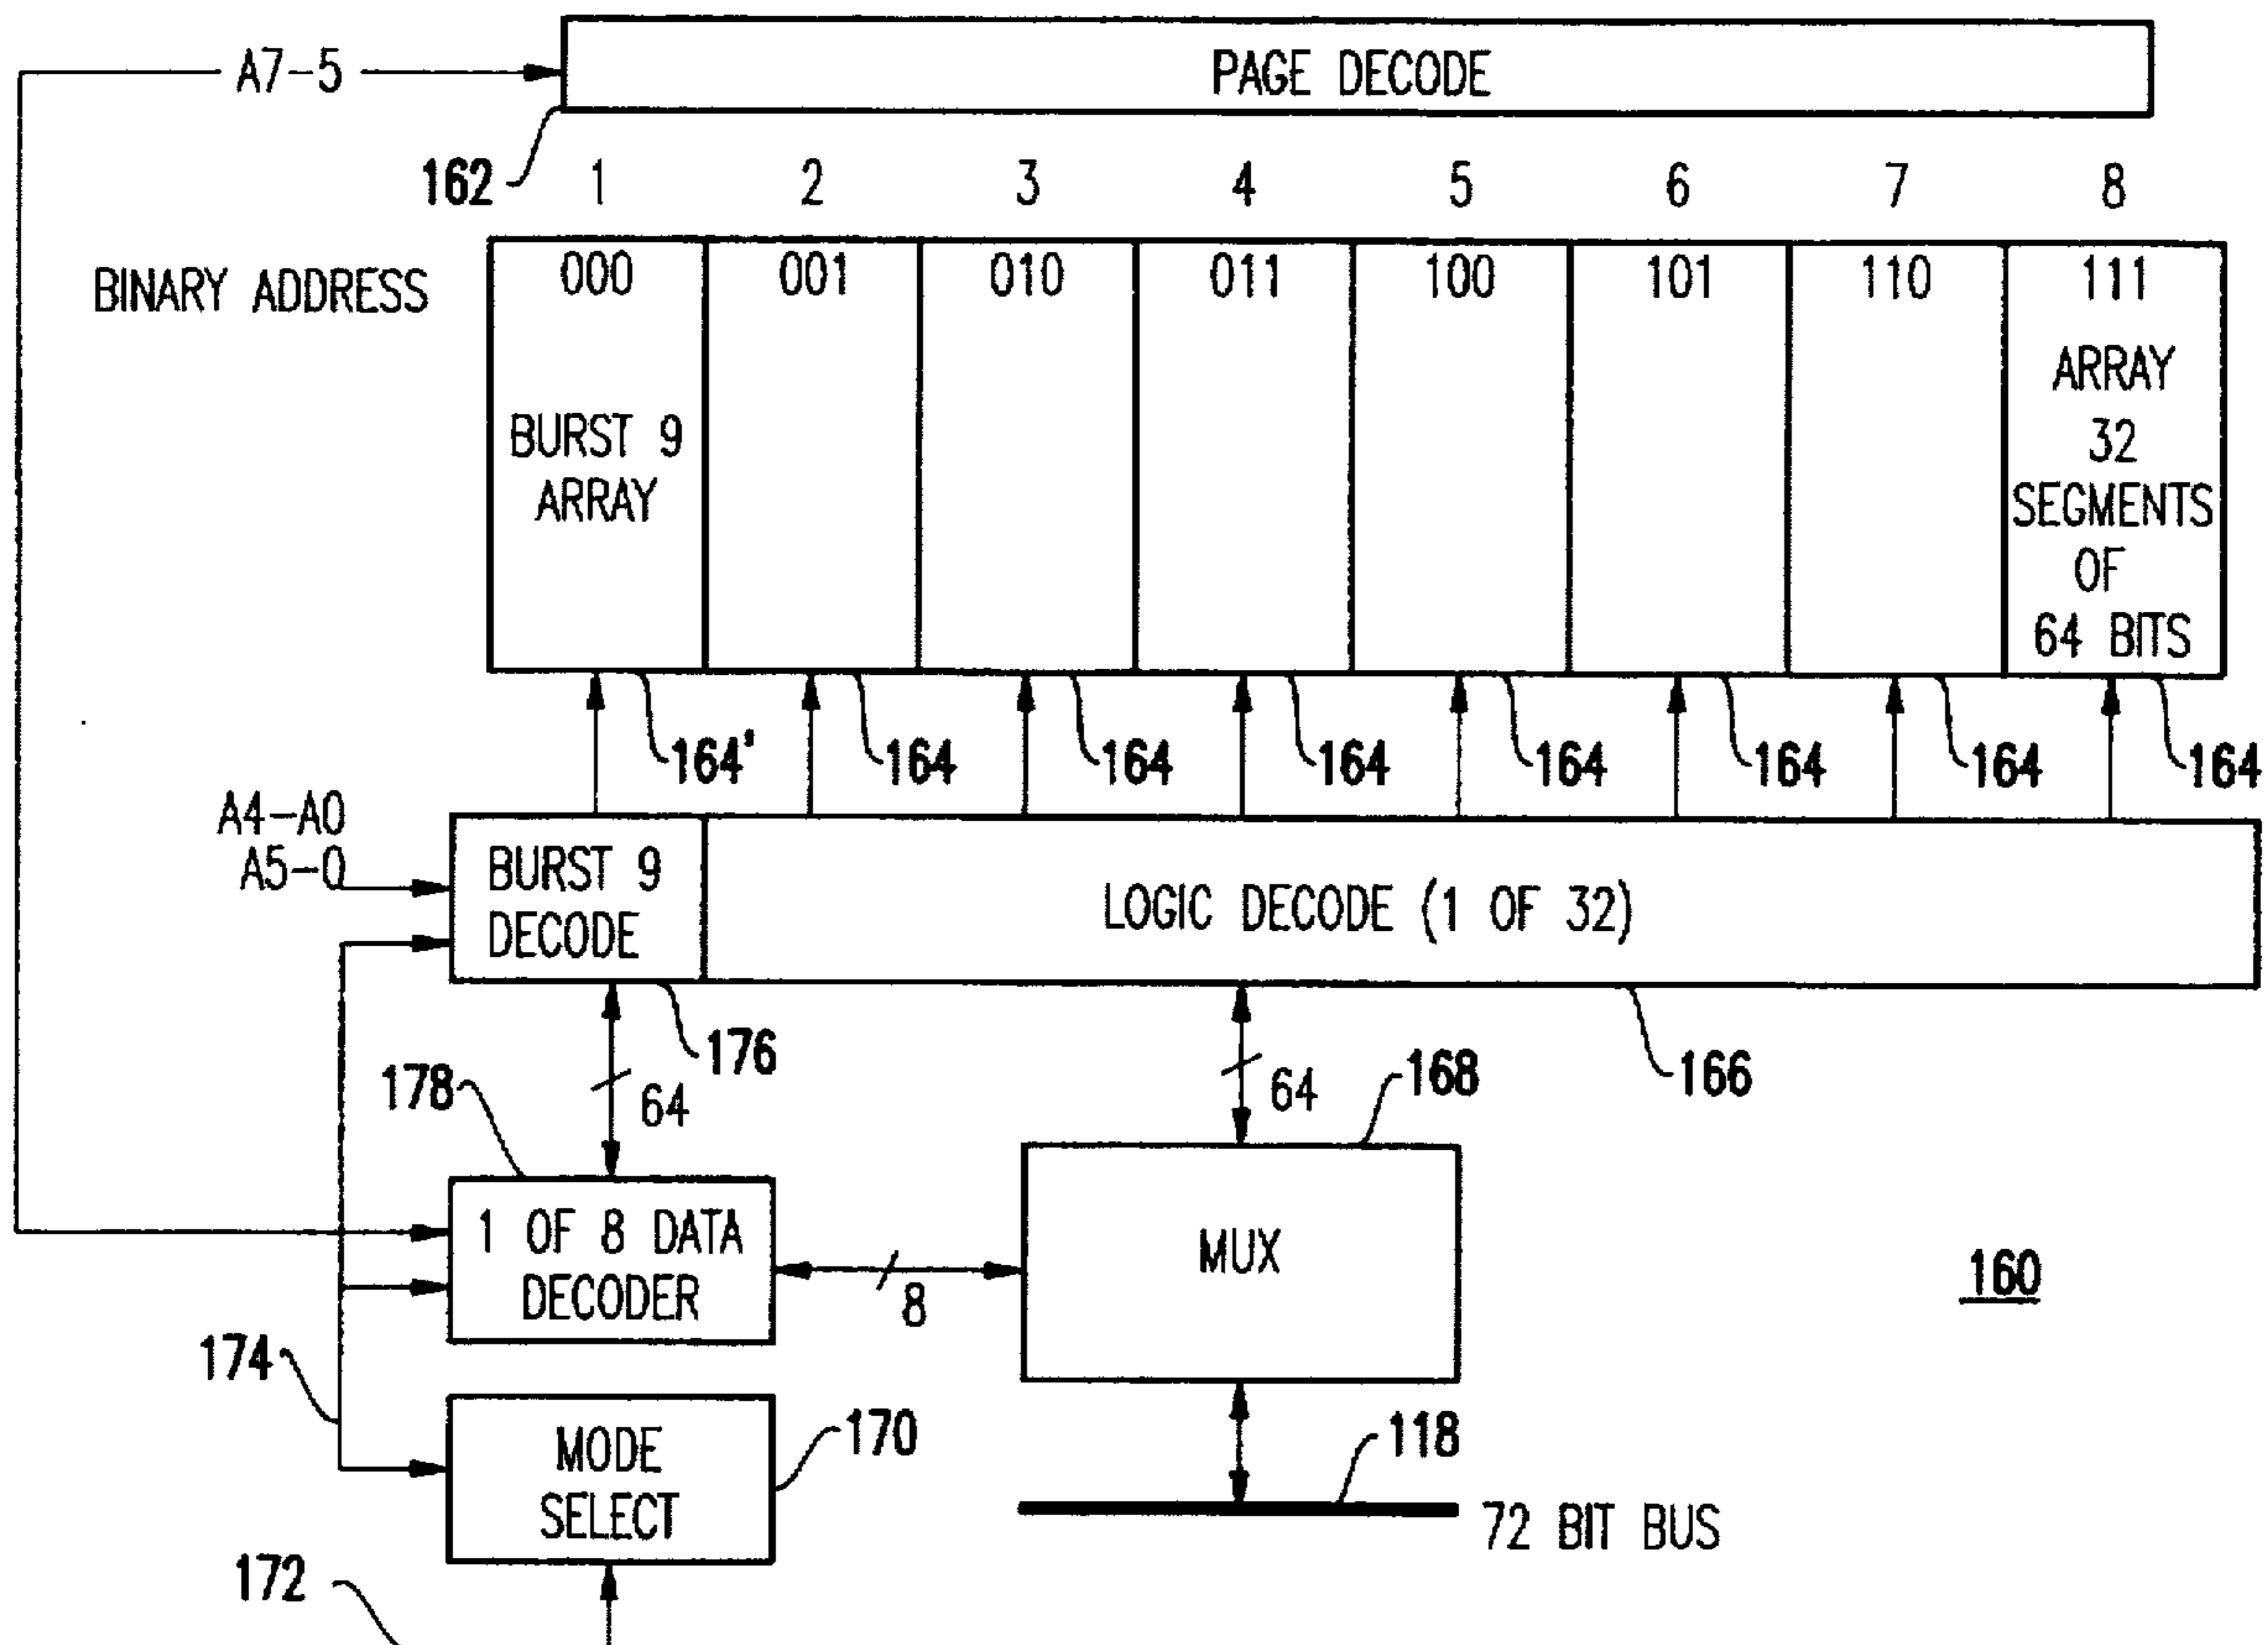 A7-5
PAGE DECODE
162
1 2 3 4 5 6 7 8
BINARY ADDRESS
000 001 010 011 100 101 110 111
BURST 9
ARRAY
ARRAY
32
SEGMENTS
OF
64 BITS
164' 164 164 164 164 164 164 164
A4-A0
A5-0
BURST 9
DECODE
LOGIC DECODE (1 OF 32)
176
166
178
64
64
168
1 OF 8 DATA
DECODER
8
MUX
160
174
MODE
SELECT
170
118
72 BIT BUS
172